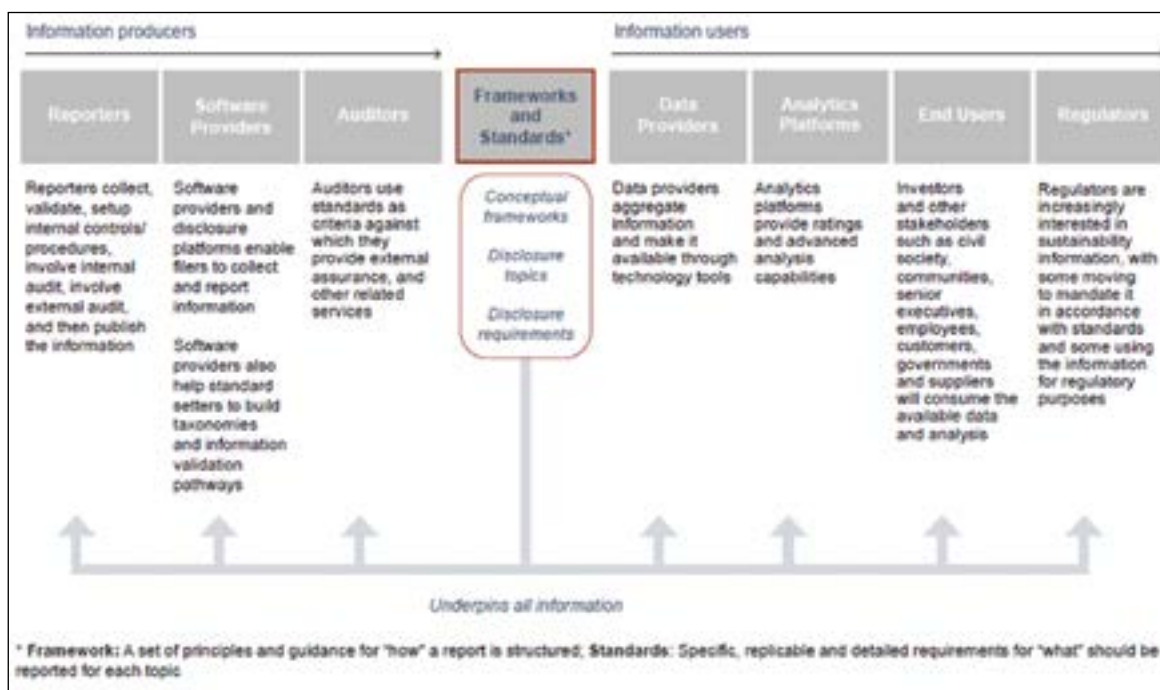 Information producers
Information users
Reporters
Software
Providers
Auditors
Frameworks
and
Standards*
Data
Providers
Analytics
Platforms
End Users
Regulators
Reporters collect,
validate, setup
internal controls/
procedures,
involve internal
audit, involve
external audit,
and then publish
the information
Software
providers and
disclosure
platforms enable
filers to collect
and report
information
Software
providers also
help standard
setters to build
taxonomies
and information
validation
pathways
Auditors use
standards as
criteria against
which they
provide external
assurance, and
other related
services
Conceptual
frameworks
Disclosure
topics
Disclosure
requirements
Data providers
aggregate
information
and make it
available through
technology tools
Analytics
platforms
provide ratings
and advanced
analysis
capabilities
Investors
and other
stakeholders
such as civil
society,
communities,
senior
executives,
employees,
customers,
governments
and suppliers
will consume the
available data
and analysis
Regulators are
increasingly
interested in
sustainability
information, with
some moving
to mandate it
in accordance
with standards
and some using
the information
for regulatory
purposes
Underpins all information
* Framework: A set of principles and guidance for "how" a report is structured; Standards: Specific, replicable and detailed requirements for "what" should be
reported for each topic